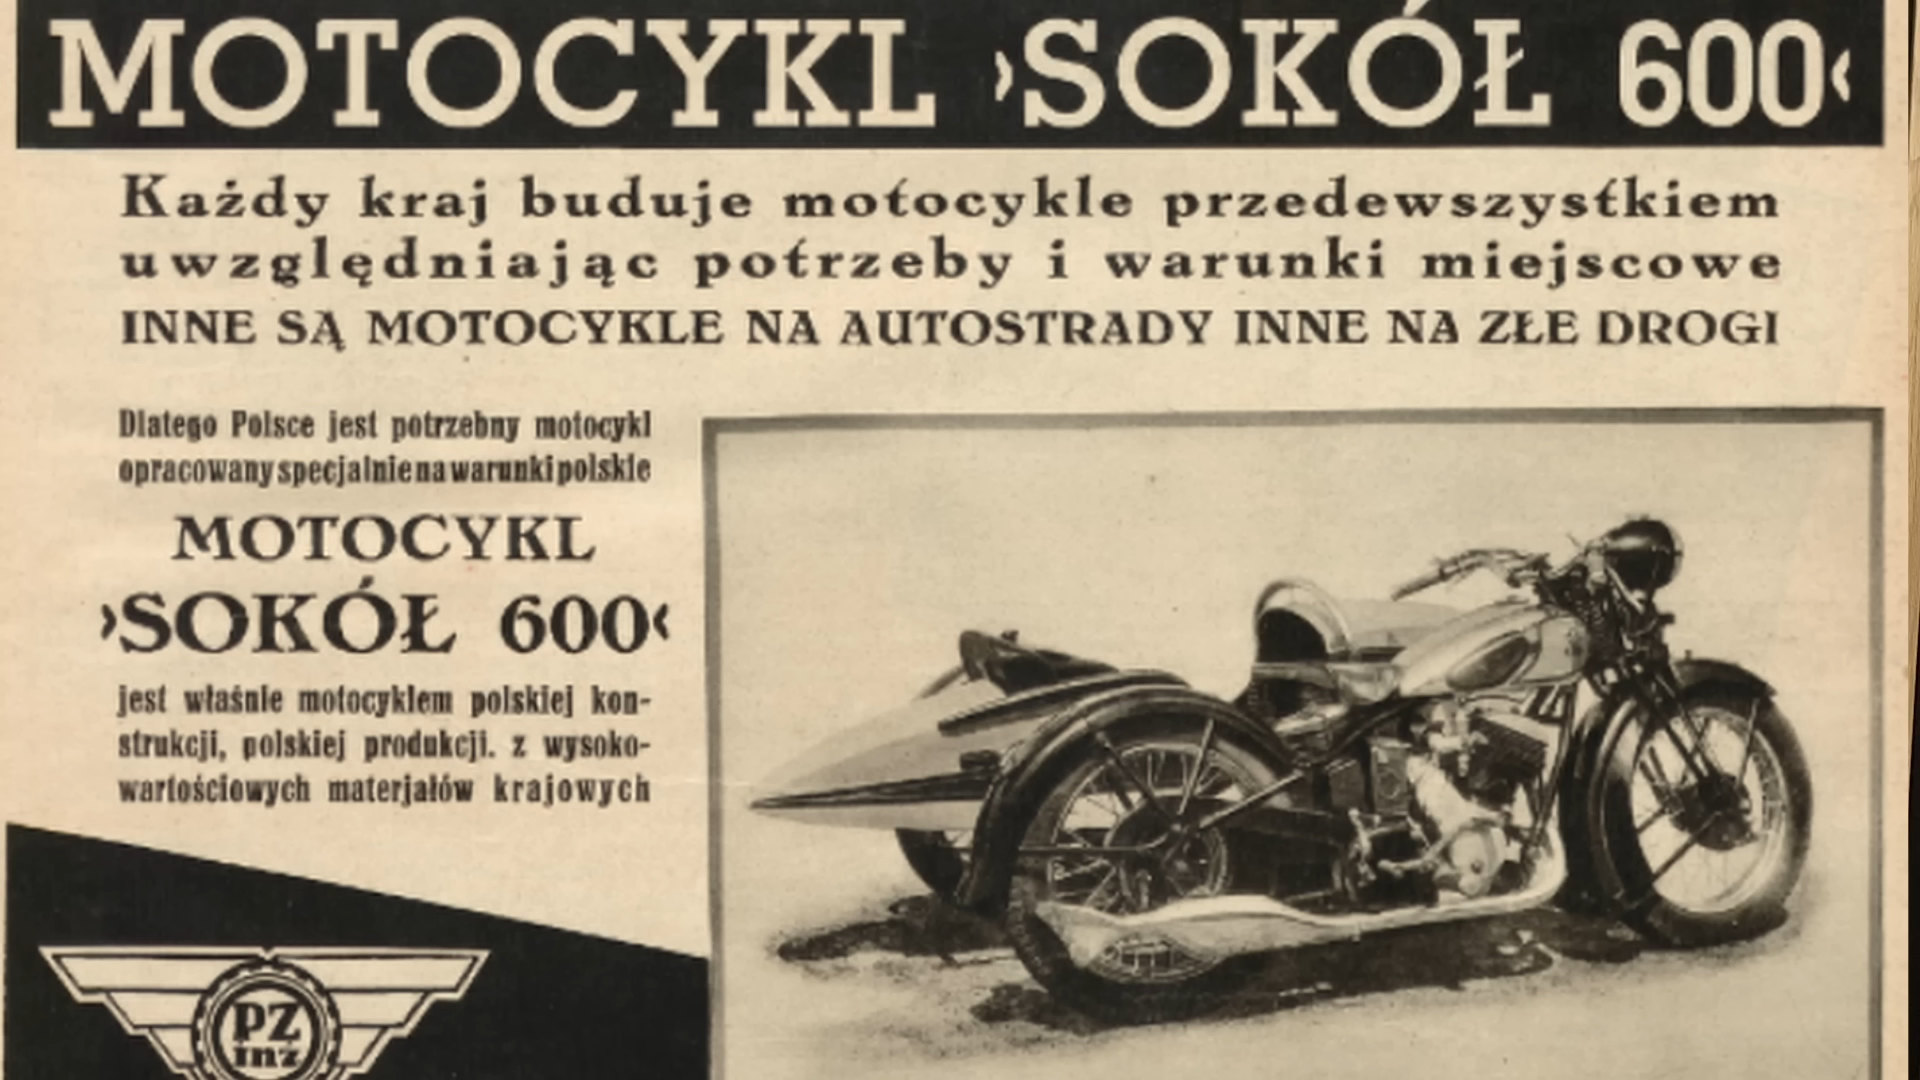 MOTOCYKL ›SOKÓŁ 600‹
Każdy kraj buduje motocykle przedewszystkiem
uwzględniając potrzeby i warunki miejscowe
INNE SĄ MOTOCYKLE NA AUTOSTRADY INNE NA ZŁE DROGI
Dlatego Polsce jest potrzebny motocykl
opracowany specjalnie na warunki polskie
MOTOCYKL
›SOKÓŁ 600‹
jest właśnie motocyklem polskiej kon-
strukcji, polskiej produkcji. z wysoko-
wartościowych materjałów krajowych
PZ
inż